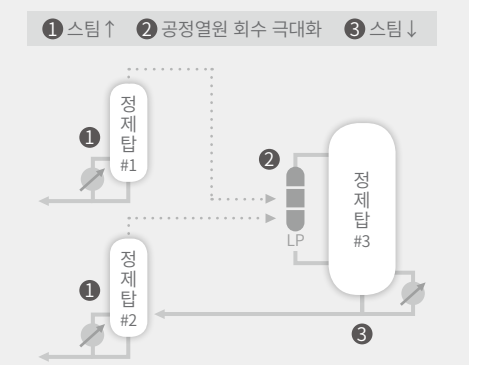 ❶ 스팀↑ ❷ 공정열원 회수 극대화 ❸ 스팀↓
❶
정제탑 #1
❷
LP
정제탑 #3
❶
정제탑 #2
❸